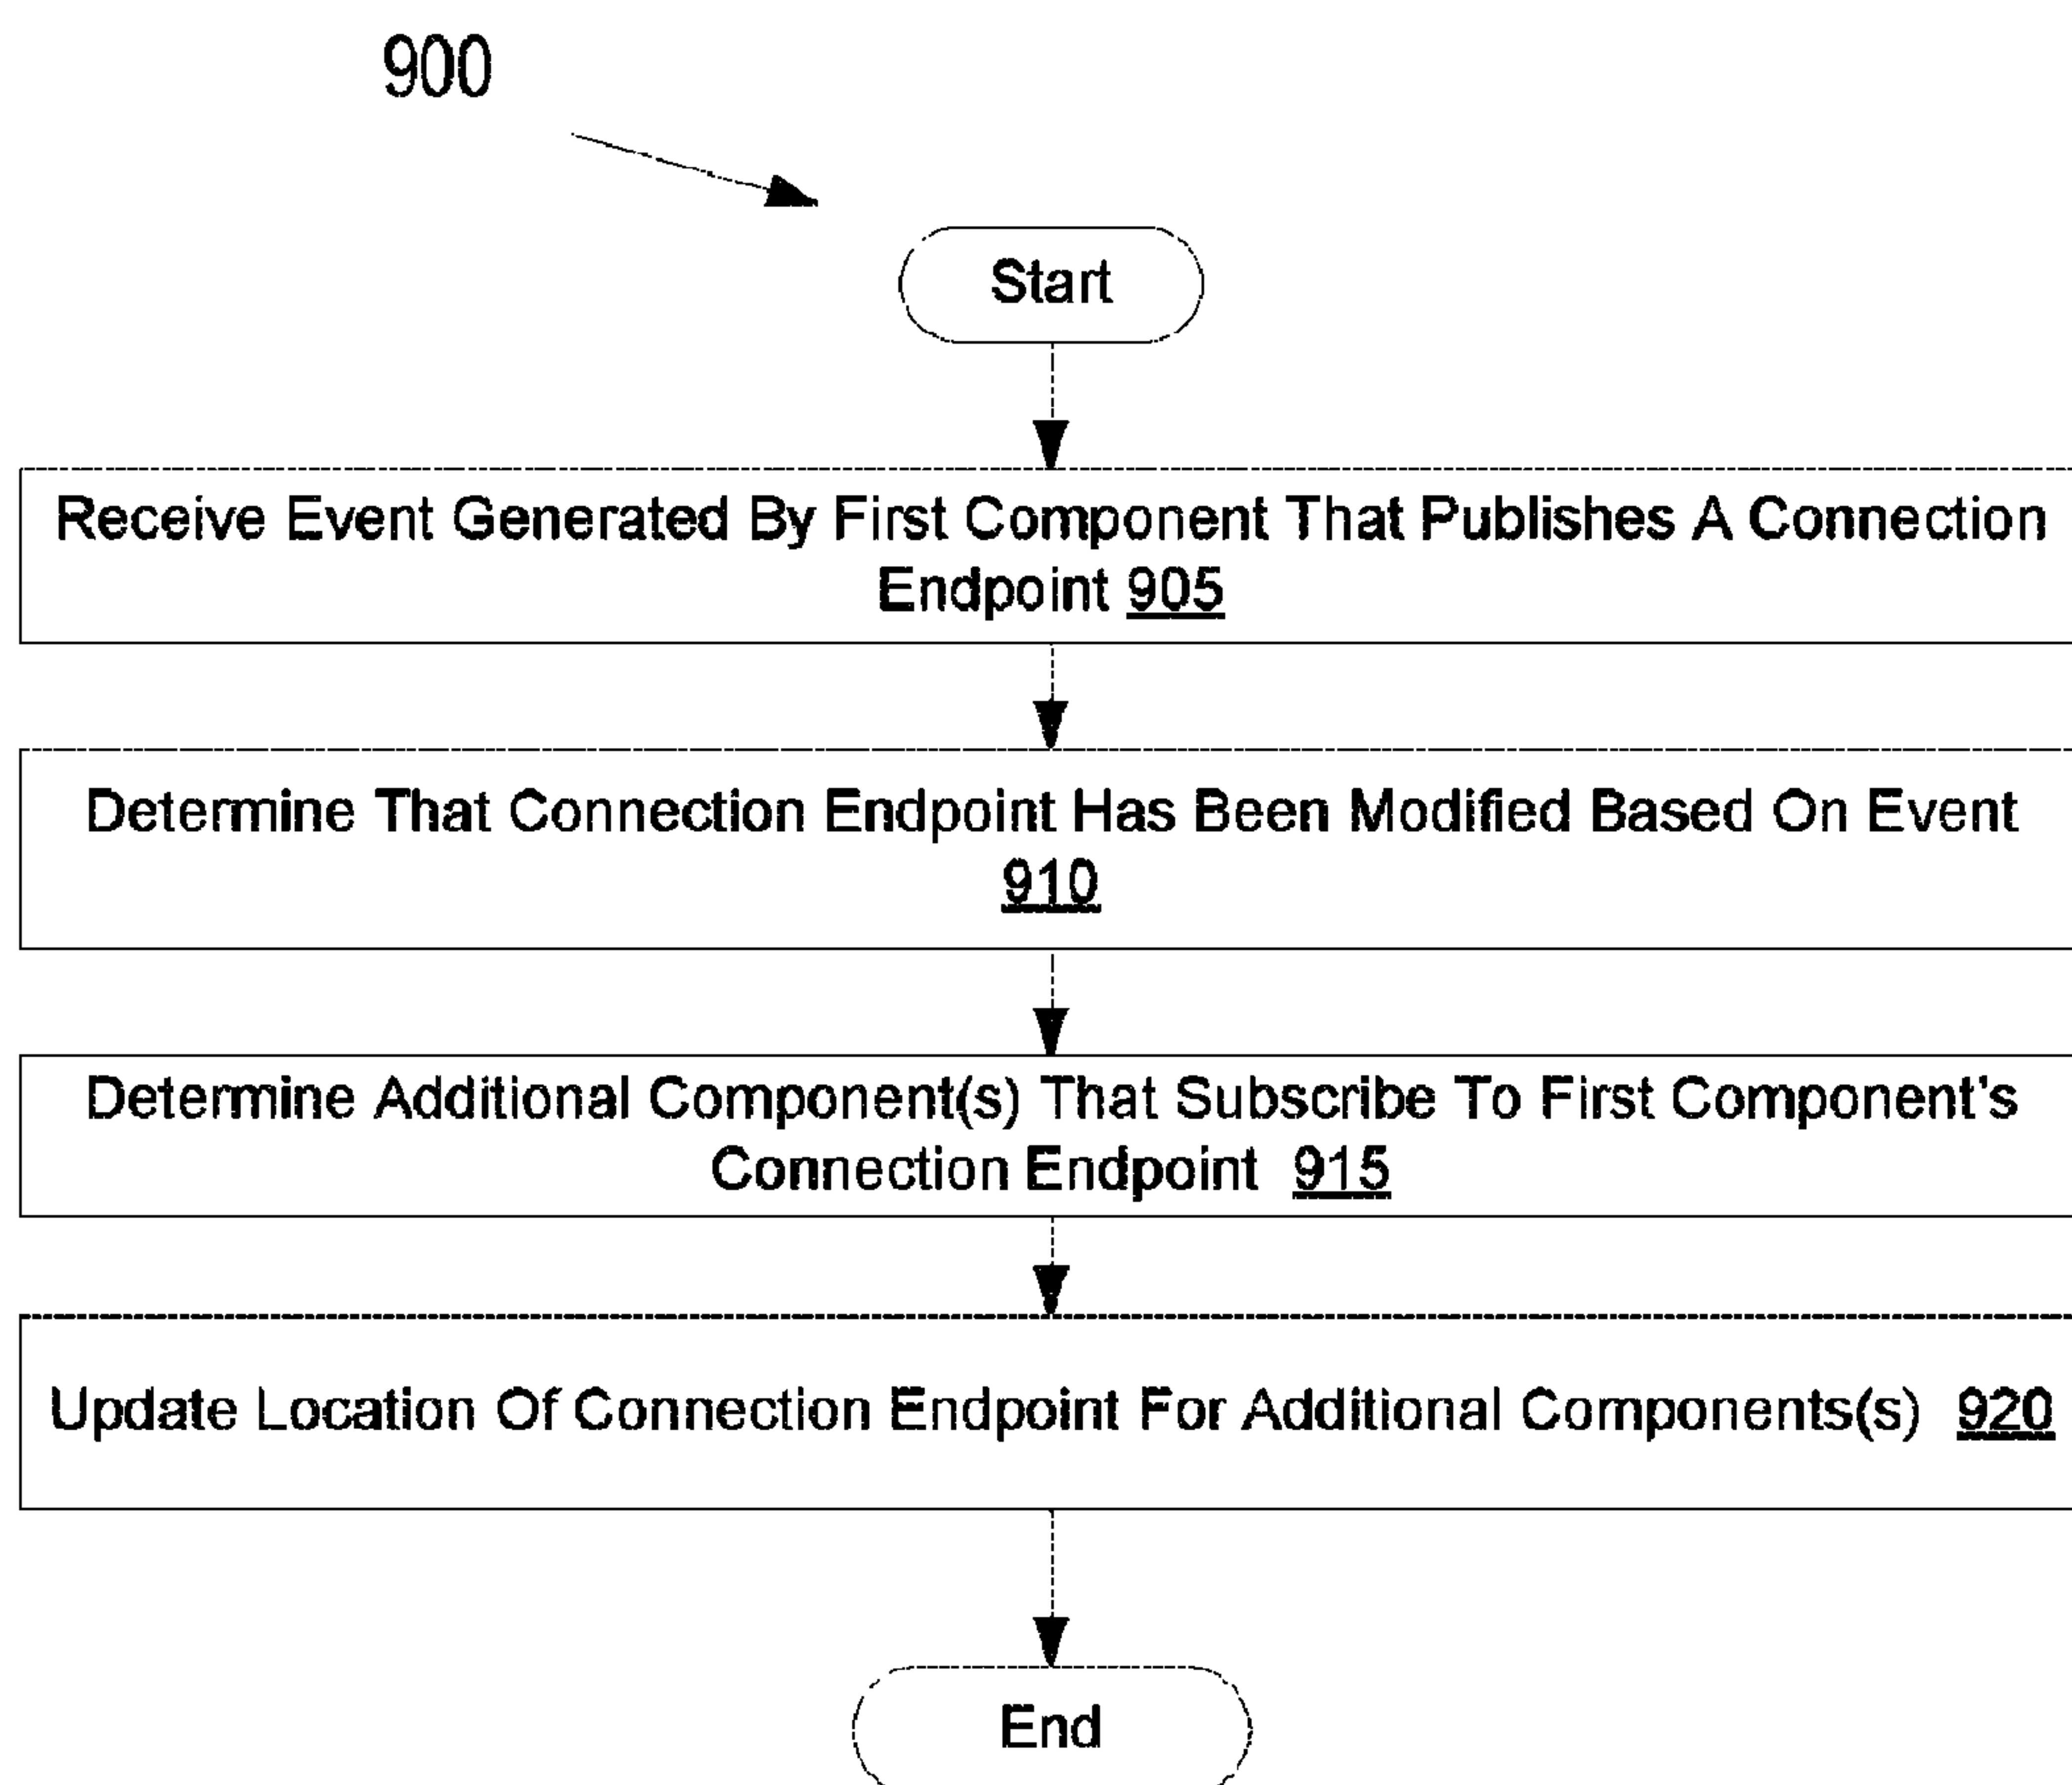 900
Start
Receive Event Generated By First Component That Publishes A Connection
Endpoint 905
Determine That Connection Endpoint Has Been Modified Based On Event
910
Determine Additional Component(s) That Subscribe To First Component's
Connection Endpoint 915
Update Location Of Connection Endpoint For Additional Components(s) 920
End